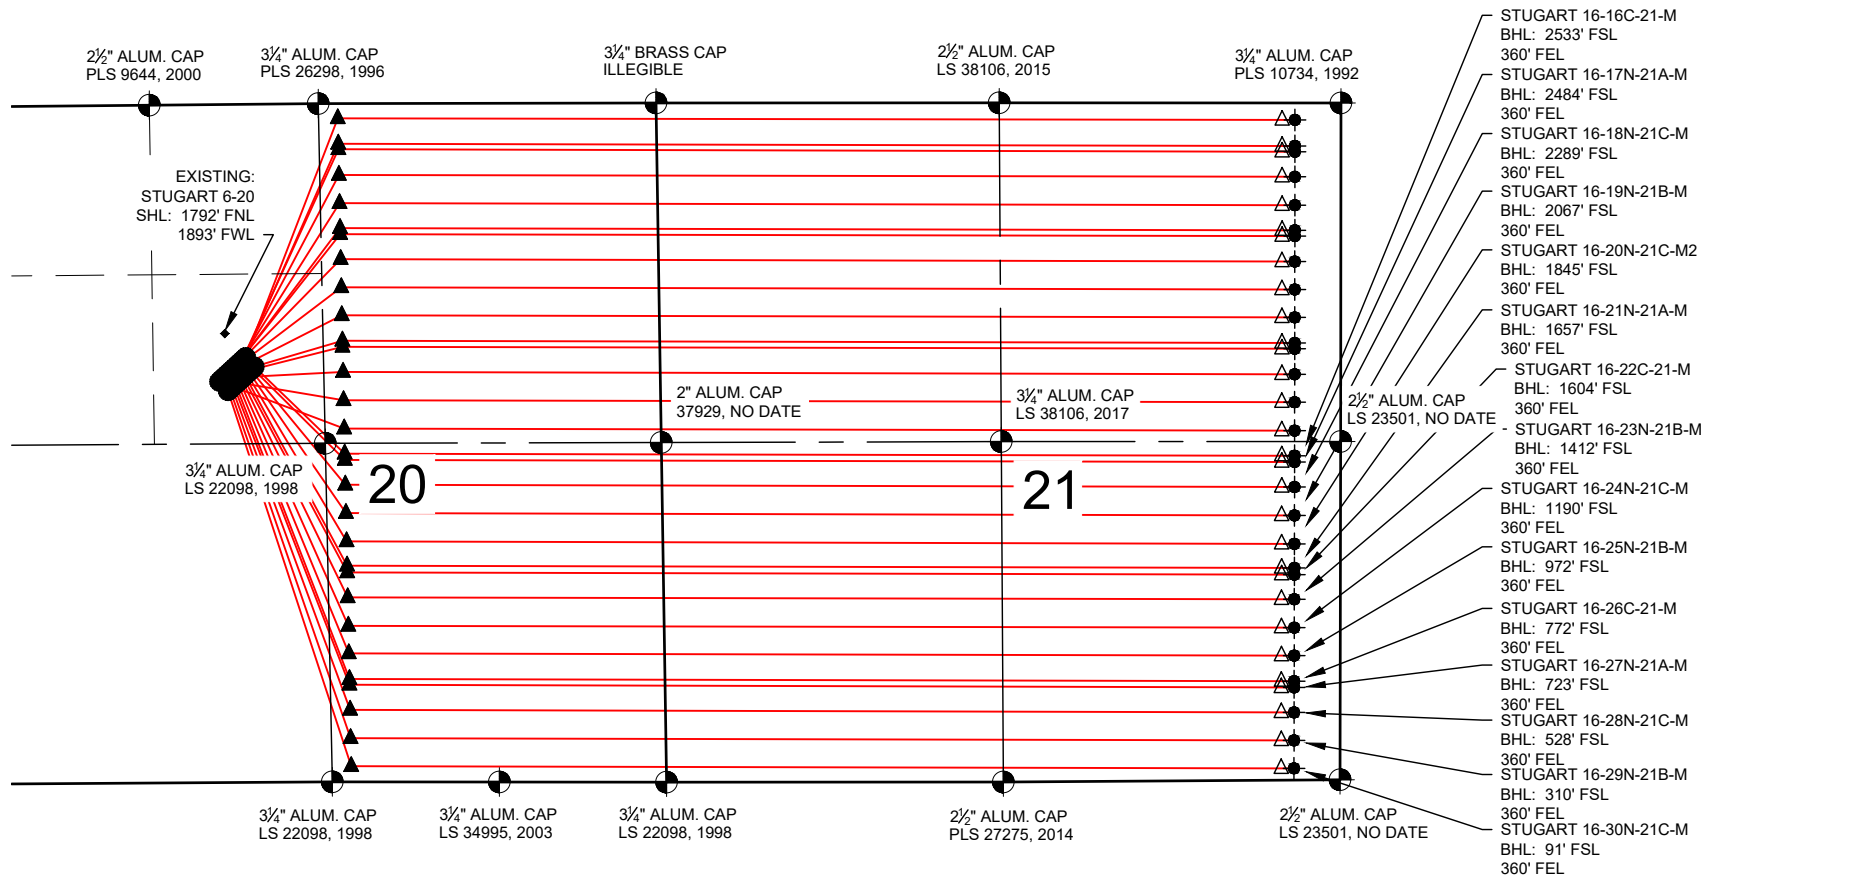 2½" ALUM. CAP
PLS 9644, 2000
3¼" ALUM. CAP
PLS 26298, 1996
3¼" BRASS CAP
ILLEGIBLE
2½" ALUM. CAP
LS 38106, 2015
3¼" ALUM. CAP
PLS 10734, 1992
EXISTING:
STUGART 6-20
SHL: 1792' FNL
1893' FWL
2" ALUM. CAP
37929, NO DATE
3¼" ALUM. CAP
LS 38106, 2017
2½" ALUM. CAP
LS 23501, NO DATE
3¼" ALUM. CAP
LS 22098, 1998
20
21
3¼" ALUM. CAP
LS 22098, 1998
3¼" ALUM. CAP
LS 34995, 2003
3¼" ALUM. CAP
LS 22098, 1998
2½" ALUM. CAP
PLS 27275, 2014
2½" ALUM. CAP
LS 23501, NO DATE
STUGART 16-16C-21-M
BHL: 2533' FSL
360' FEL
STUGART 16-17N-21A-M
BHL: 2484' FSL
360' FEL
STUGART 16-18N-21C-M
BHL: 2289' FSL
360' FEL
STUGART 16-19N-21B-M
BHL: 2067' FSL
360' FEL
STUGART 16-20N-21C-M2
BHL: 1845' FSL
360' FEL
STUGART 16-21N-21A-M
BHL: 1657' FSL
360' FEL
STUGART 16-22C-21-M
BHL: 1604' FSL
360' FEL
STUGART 16-23N-21B-M
BHL: 1412' FSL
360' FEL
STUGART 16-24N-21C-M
BHL: 1190' FSL
360' FEL
STUGART 16-25N-21B-M
BHL: 972' FSL
360' FEL
STUGART 16-26C-21-M
BHL: 772' FSL
360' FEL
STUGART 16-27N-21A-M
BHL: 723' FSL
360' FEL
STUGART 16-28N-21C-M
BHL: 528' FSL
360' FEL
STUGART 16-29N-21B-M
BHL: 310' FSL
360' FEL
STUGART 16-30N-21C-M
BHL: 91' FSL
360' FEL